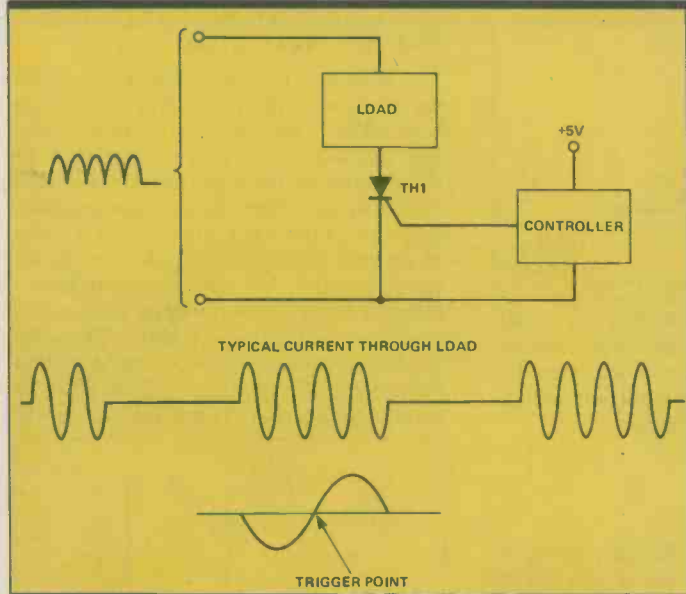 LDAD
+5V
TH1
CONTROLLER
TYPICAL CURRENT THROUGH LDAD
TRIGGER POINT